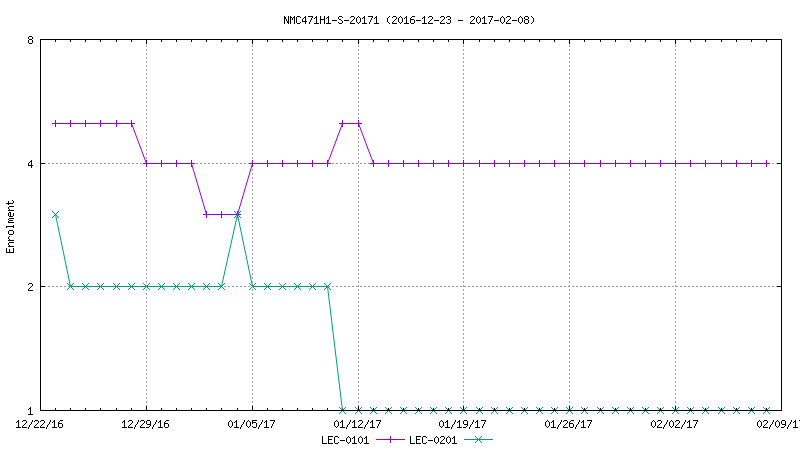 NMC471H1-S-20171 (2016-12-23 - 2017-02-08)
8
4
2
1
Enrolment
12/22/16 12/29/16 01/05/17 01/12/17 01/19/17 01/26/17 02/02/17 02/09/1
LEC-0101 LEC-0201